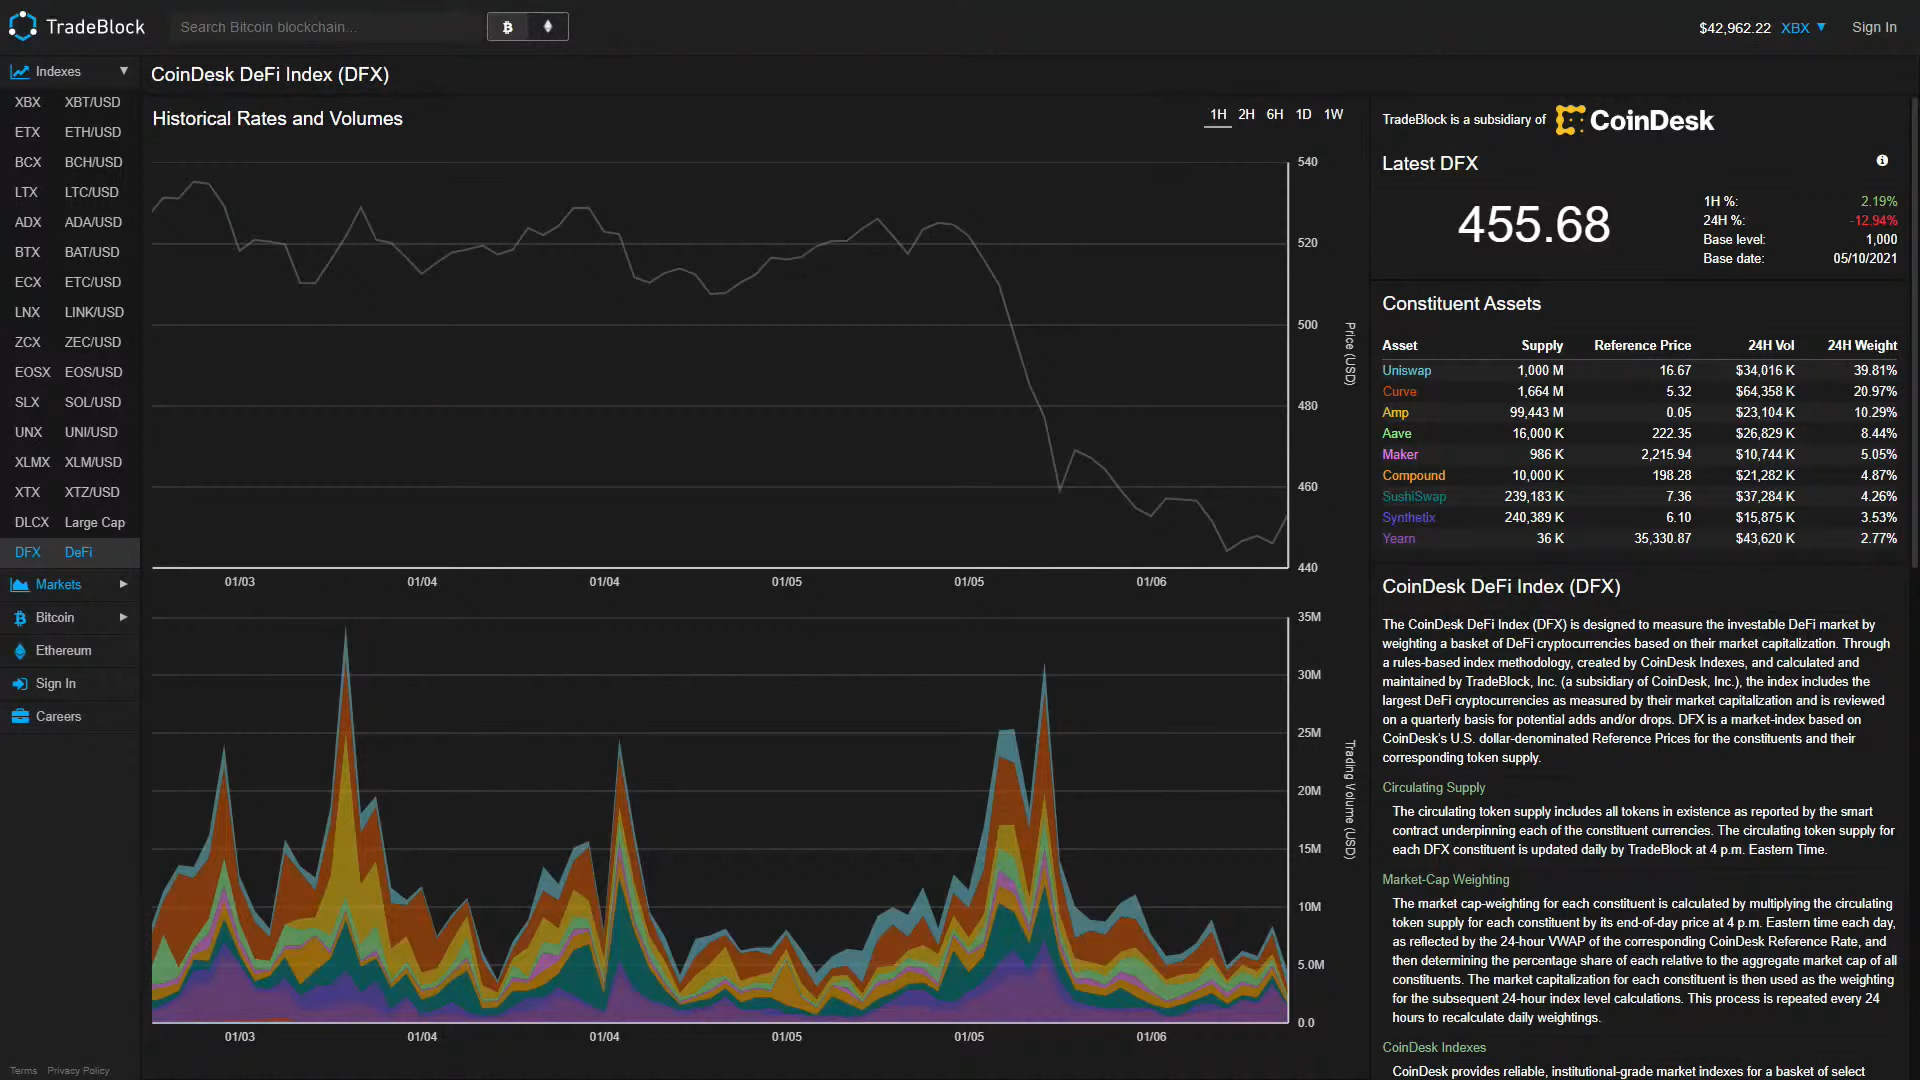 TradeBlock
Search Bitcoin blockchain...
$42,962.22 XBX ▼ Sign In
Indexes ▼
XBX XBT/USD
ETX ETH/USD
BCX BCH/USD
LTX LTC/USD
ADX ADA/USD
BTX BAT/USD
ECX ETC/USD
LNX LINK/USD
ZCX ZEC/USD
EOSX EOS/USD
SLX SOL/USD
UNX UNI/USD
XLMX XLM/USD
XTX XTZ/USD
DLCX Large Cap
DFX DeFi
Markets
Bitcoin
Ethereum
Sign In
Careers
Terms Privacy Policy
CoinDesk DeFi Index (DFX)
Historical Rates and Volumes
1H 2H 6H 1D 1W
540
520
500
480
460
440
Price (USD)
01/03 01/04 01/04 01/05 01/05 01/06
35M
30M
25M
20M
15M
10M
5.0M
0.0
Trading Volume (USD)
01/03 01/04 01/04 01/05 01/05 01/06
TradeBlock is a subsidiary of CoinDesk
Latest DFX
455.68
1H %: 2.19%
24H %: -12.94%
Base level: 1,000
Base date: 05/10/2021
Constituent Assets
Asset Supply Reference Price 24H Vol 24H Weight
Uniswap 1,000 M 16.67 $34,016 K 39.81%
Curve 1,664 M 5.32 $64,358 K 20.97%
Amp 99,443 M 0.05 $23,104 K 10.29%
Aave 16,000 K 222.35 $26,829 K 8.44%
Maker 986 K 2,215.94 $10,744 K 5.05%
Compound 10,000 K 198.28 $21,282 K 4.87%
SushiSwap 239,183 K 7.36 $37,284 K 4.26%
Synthetix 240,389 K 6.10 $15,875 K 3.53%
Yearn 36 K 35,330.87 $43,620 K 2.77%
CoinDesk DeFi Index (DFX)
The CoinDesk DeFi Index (DFX) is designed to measure the investable DeFi market by
weighting a basket of DeFi cryptocurrencies based on their market capitalization. Through
a rules-based index methodology, created by CoinDesk Indexes, and calculated and
maintained by TradeBlock, Inc. (a subsidiary of CoinDesk, Inc.), the index includes the
largest DeFi cryptocurrencies as measured by their market capitalization and is reviewed
on a quarterly basis for potential adds and/or drops. DFX is a market-index based on
CoinDesk's U.S. dollar-denominated Reference Prices for the constituents and their
corresponding token supply.
Circulating Supply
The circulating token supply includes all tokens in existence as reported by the smart
contract underpinning each of the constituent currencies. The circulating token supply for
each DFX constituent is updated daily by TradeBlock at 4 p.m. Eastern Time.
Market-Cap Weighting
The market cap-weighting for each constituent is calculated by multiplying the circulating
token supply for each constituent by its end-of-day price at 4 p.m. Eastern time each day,
as reflected by the 24-hour VWAP of the corresponding CoinDesk Reference Rate, and
then determining the percentage share of each relative to the aggregate market cap of all
constituents. The market capitalization for each constituent is then used as the weighting
for the subsequent 24-hour index level calculations. This process is repeated every 24
hours to recalculate daily weightings.
CoinDesk Indexes
CoinDesk provides reliable, institutional-grade market indexes for a basket of select